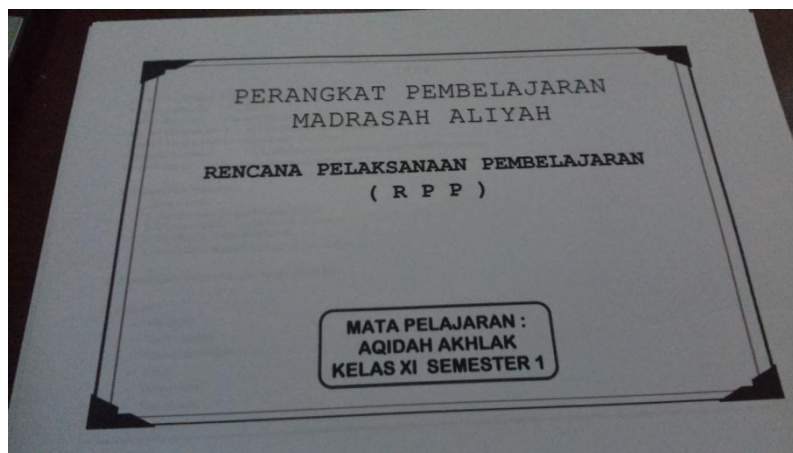 PERANGKAT PEMBELAJARAN
MADRASAH ALIYAH
RENCANA PELAKSANAAN PEMBELAJARAN
( R P P )
MATA PELAJARAN :
AQIDAH AKHLAK
KELAS XI SEMESTER 1